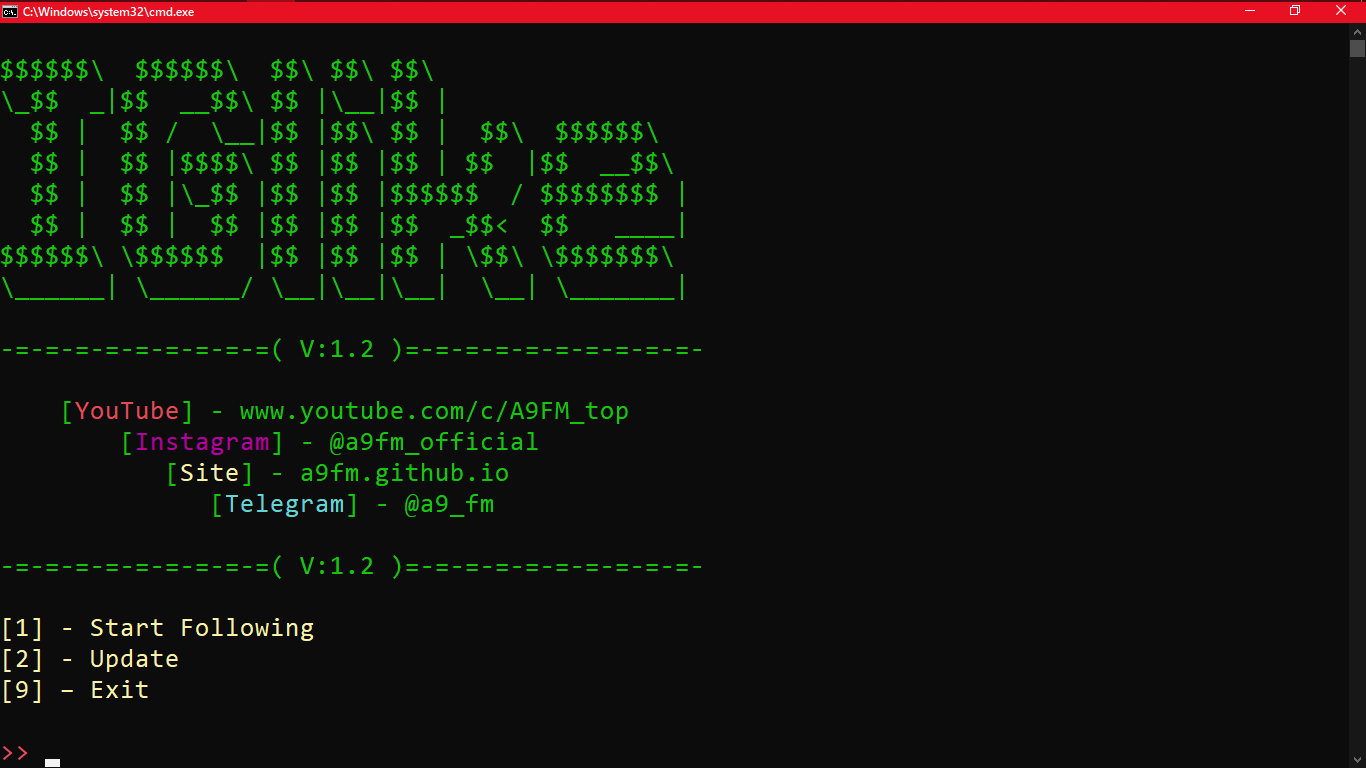 C:\Windows\system32\cmd.exe
$$$$$$\  $$$$$$\  $$\ $$\ $$\
\_$$  _|$$  __$$\ $$ |\__|$$ |
  $$ |  $$ /  \__|$$ |$$\ $$ |  $$\  $$$$$$\
  $$ |  $$ |$$$$\ $$ |$$ |$$ | $$  |$$  __$$\
  $$ |  $$ |\_$$ |$$ |$$ |$$$$$$  / $$$$$$$$ |
  $$ |  $$ |  $$ |$$ |$$ |$$  _$$<  $$   ____|
$$$$$$\ \$$$$$$  |$$ |$$ |$$ | \$$\ \$$$$$$$\
\______| \______/ \__|\__|\__|  \__| \_______|
-=-=-=-=-=-=-=-=-=( V:1.2 )=-=-=-=-=-=-=-=-=-=-
[YouTube] - www.youtube.com/c/A9FM_top
[Instagram] - @a9fm_official
[Site] - a9fm.github.io
[Telegram] - @a9_fm
-=-=-=-=-=-=-=-=-=( V:1.2 )=-=-=-=-=-=-=-=-=-=-
[1] - Start Following
[2] - Update
[9] – Exit
>>